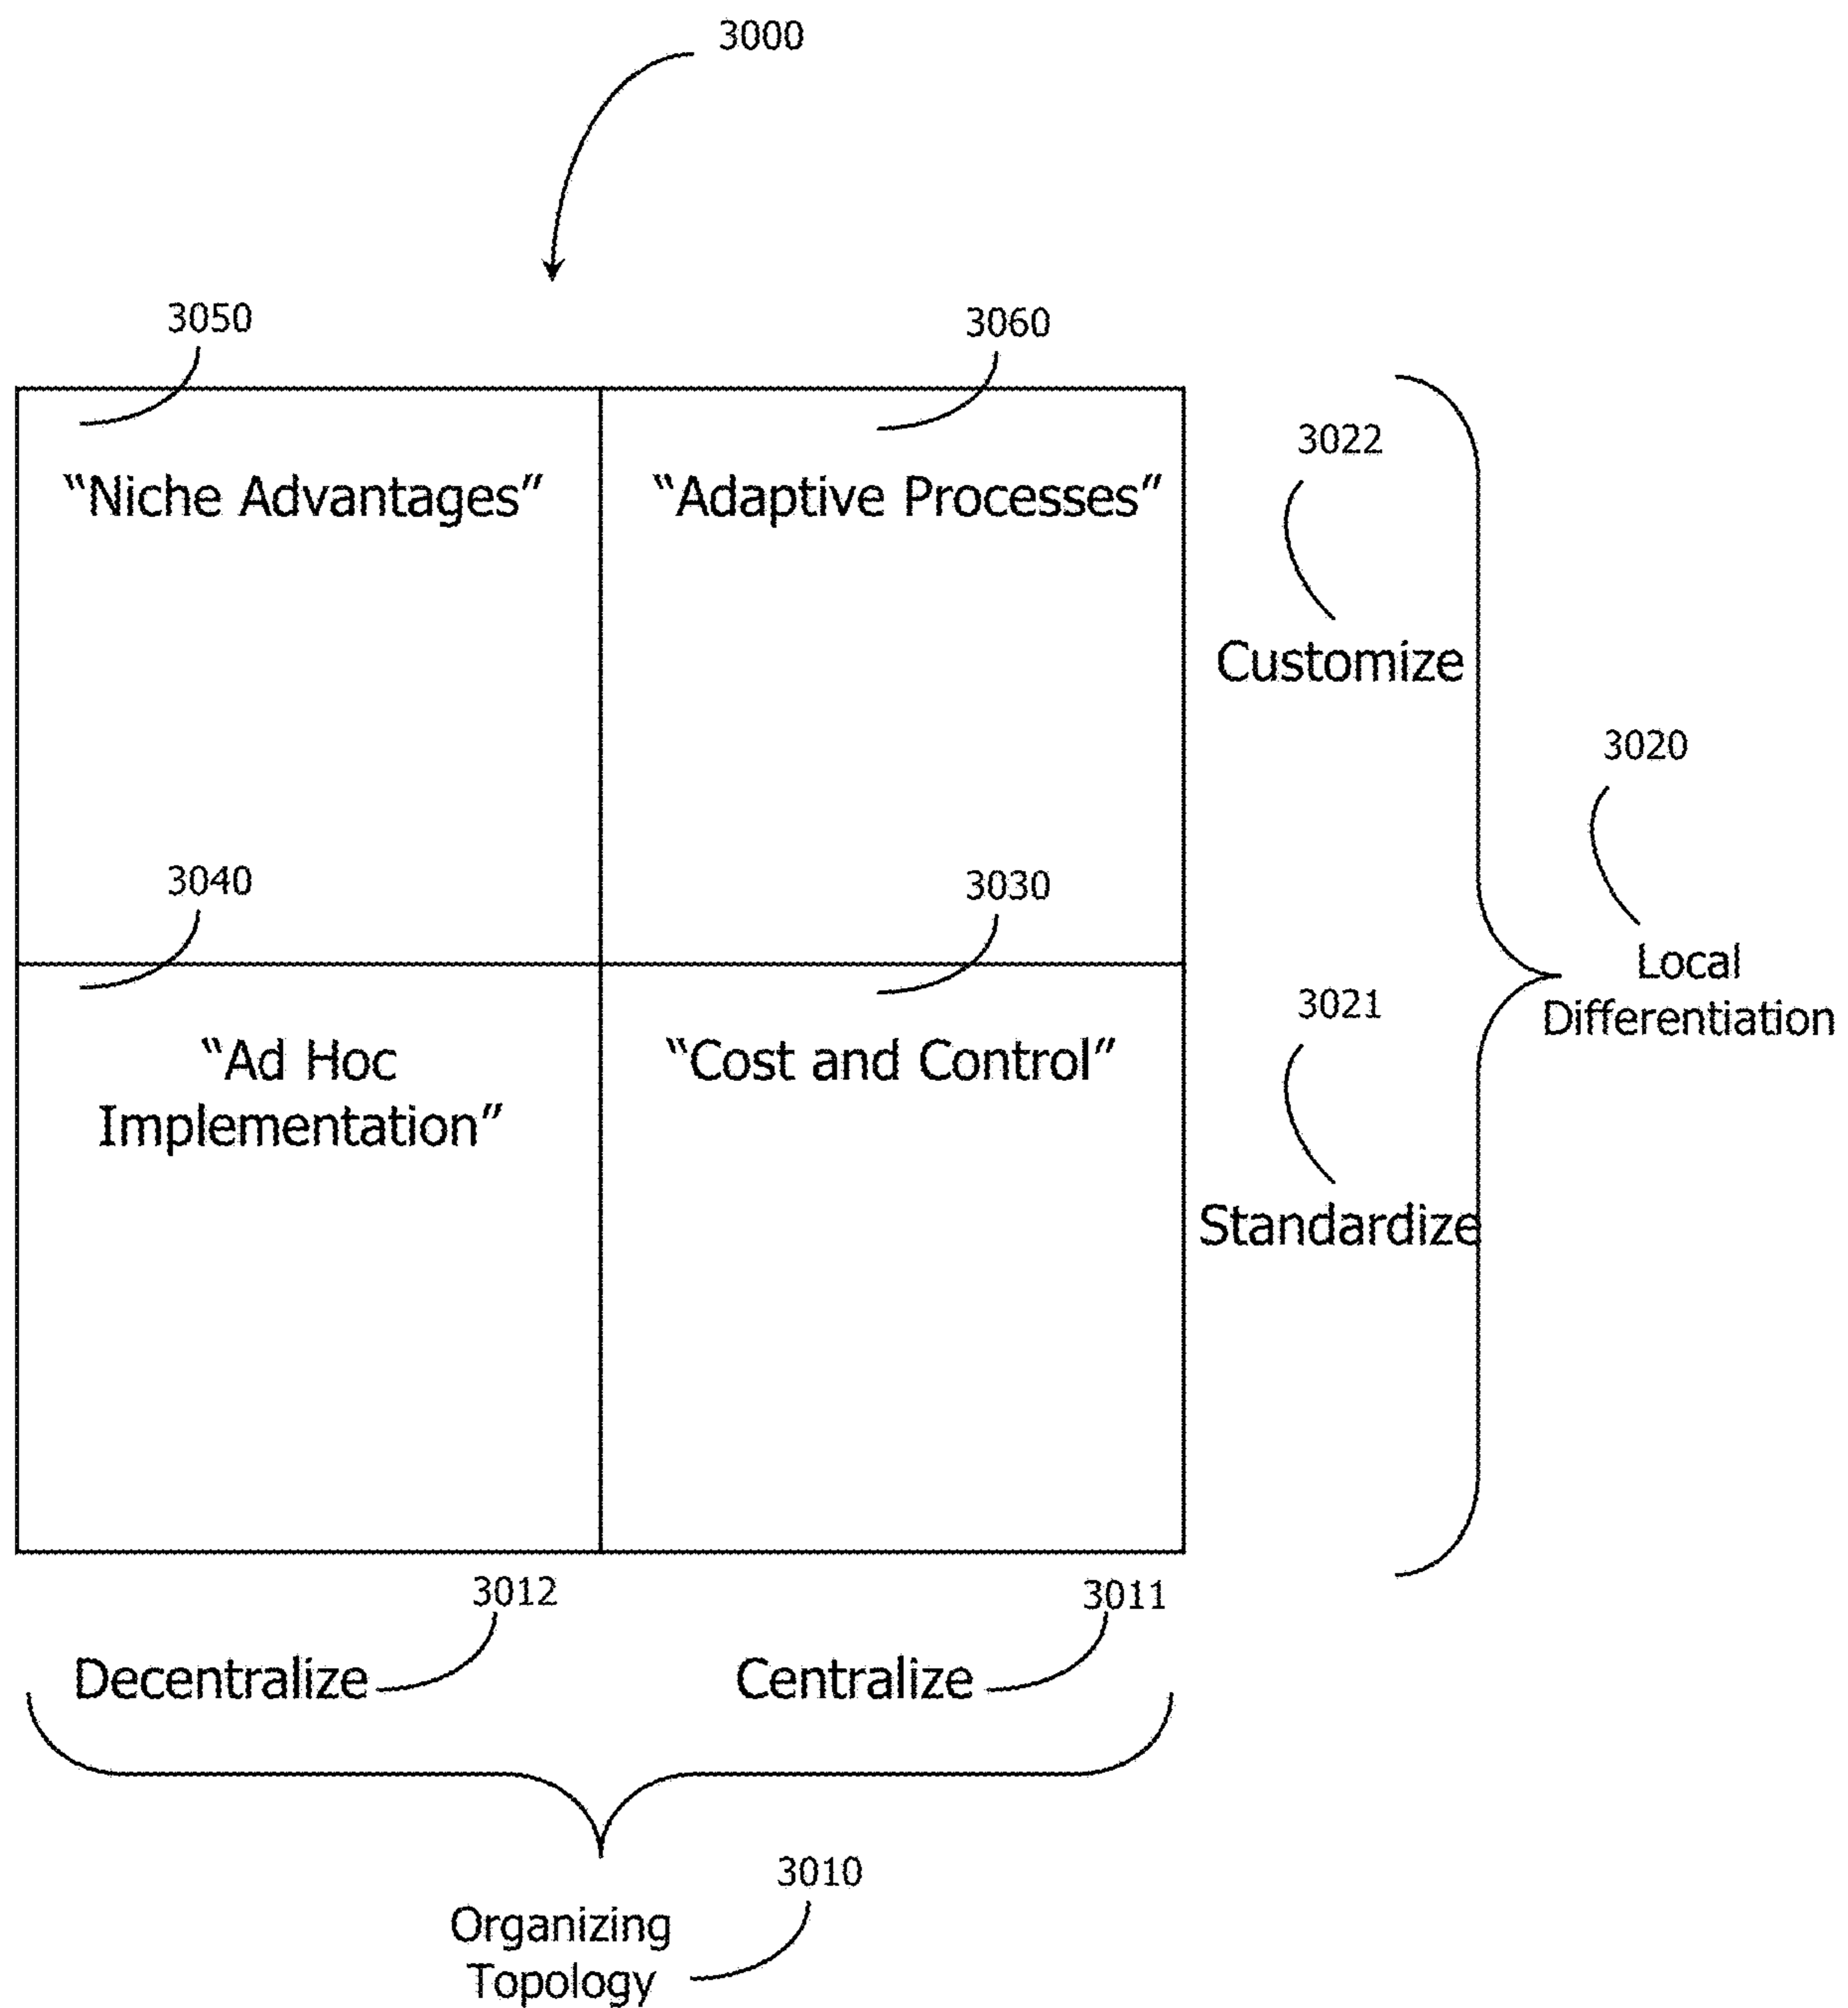 3000
3050
3060
“Niche Advantages”
“Adaptive Processes”
3022
Customize
3020
Local
Differentiation
3040
3030
“Ad Hoc
Implementation”
“Cost and Control”
3021
Standardize
3012
3011
Decentralize
Centralize
3010
Organizing
Topology